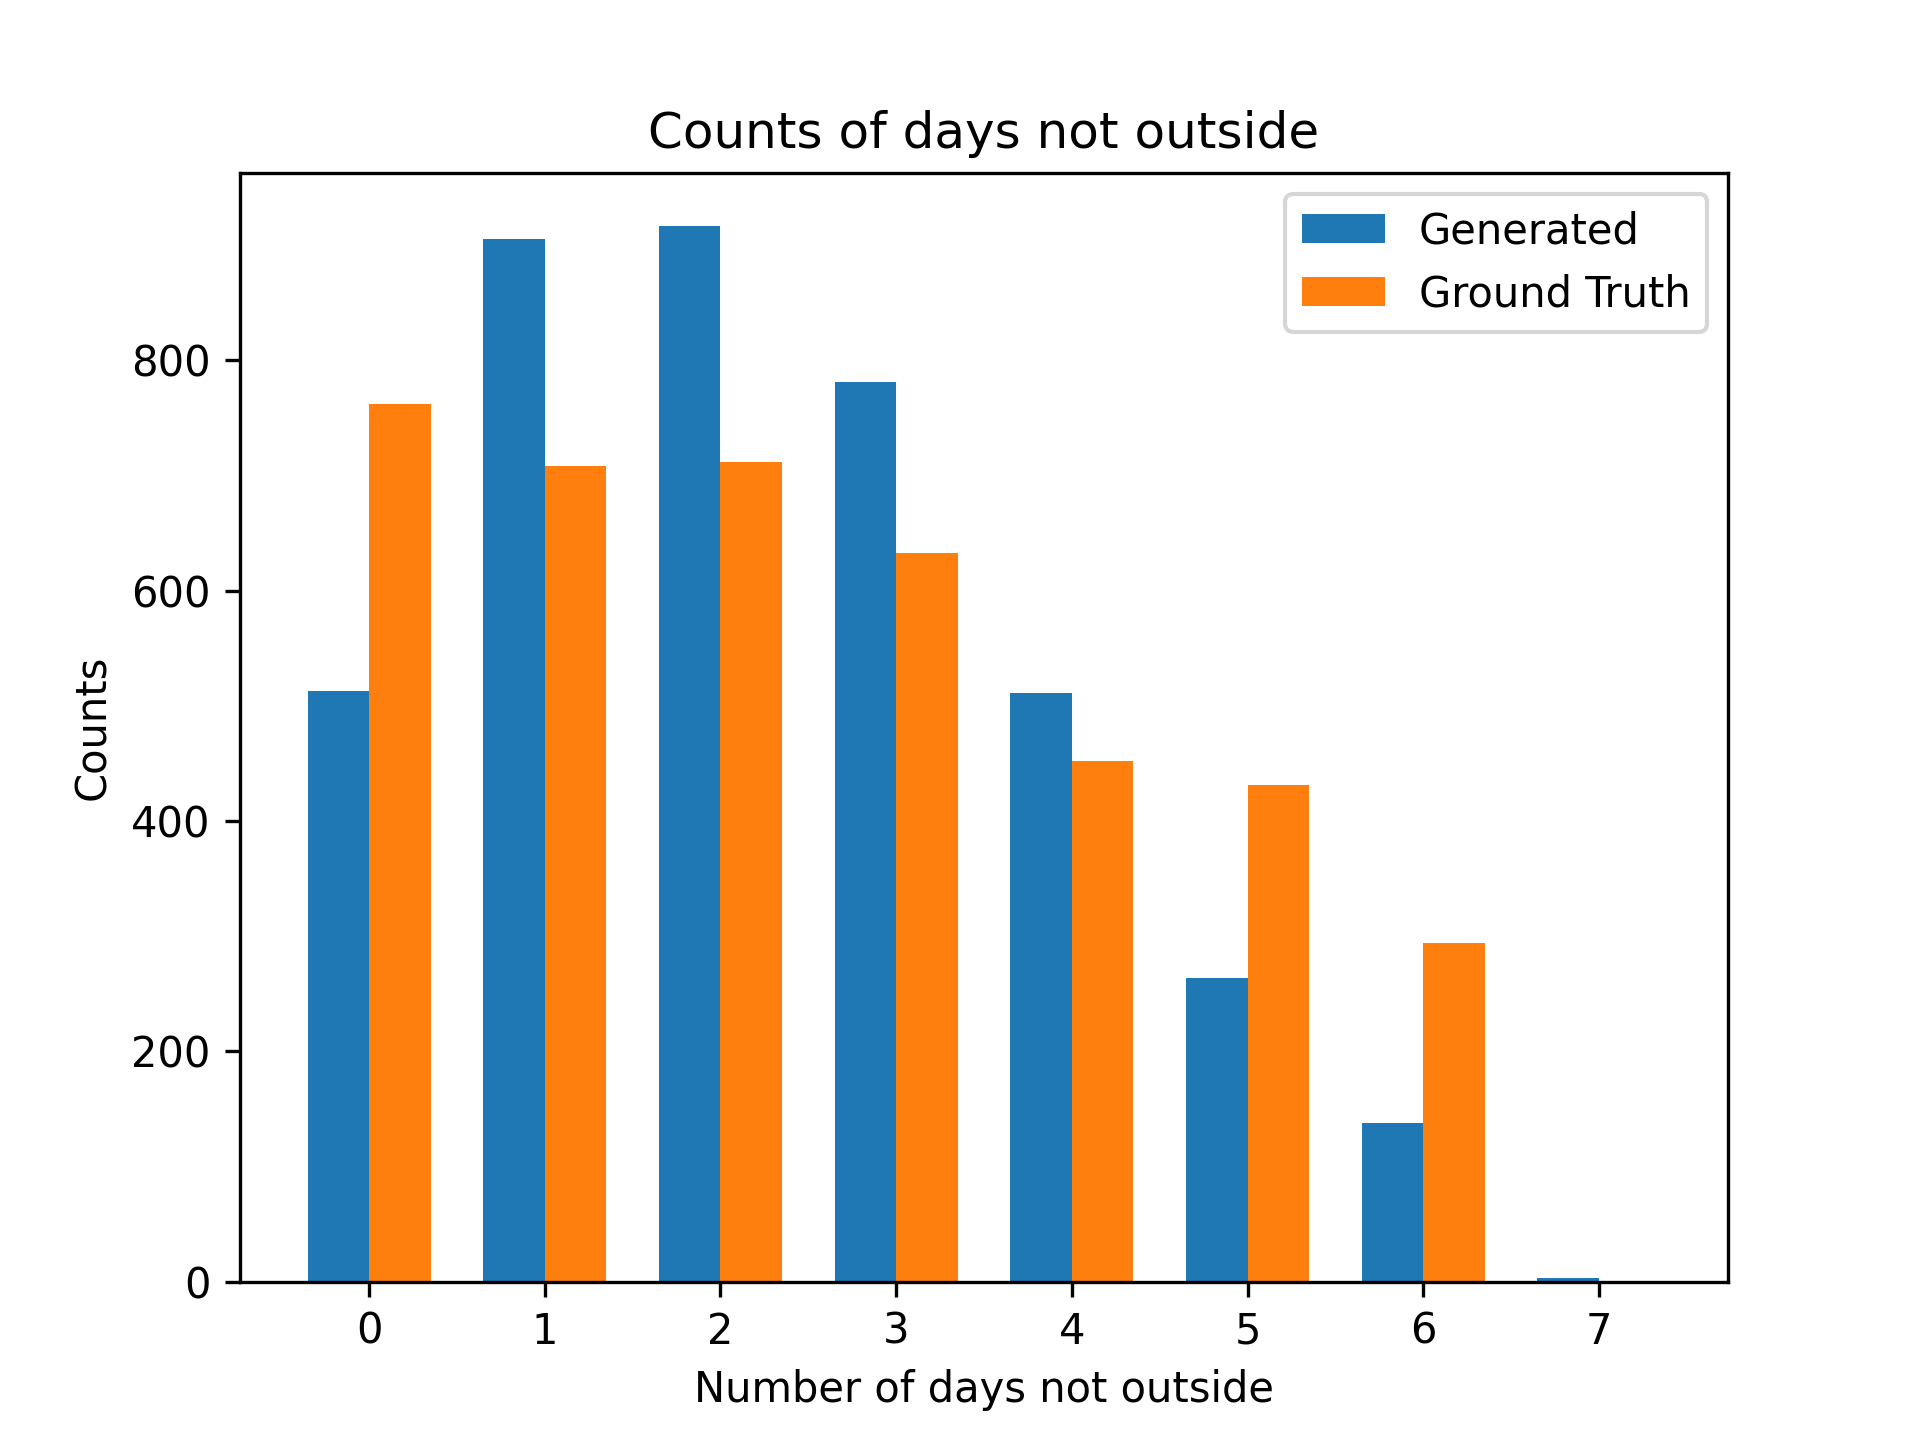 Counts of days not outside
Generated
Ground Truth
800
600
400
200
0
Counts
0 1 2 3 4 5 6 7
Number of days not outside